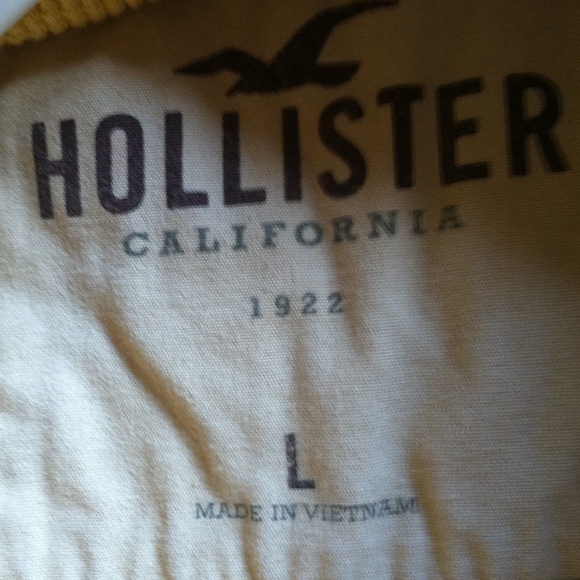 HOLLISTER
CALIFORNIA
1922
L
MADE IN VIETNAM